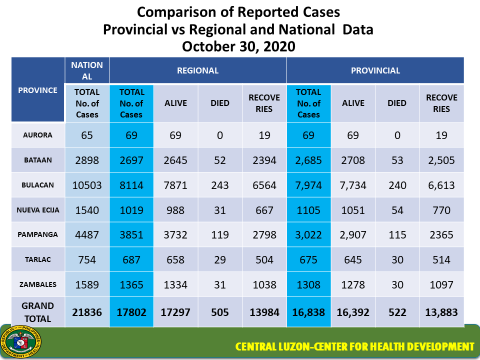 Comparison of Reported Cases
Provincial vs Regional and National Data
October 30, 2020
PROVINCE NATIONAL REGIONAL PROVINCIAL
TOTAL No. of Cases TOTAL No. of Cases ALIVE DIED RECOVERIES TOTAL No. of Cases ALIVE DIED RECOVERIES
AURORA 65 69 69 0 19 69 69 0 19
BATAAN 2898 2697 2645 52 2394 2,685 2708 53 2,505
BULACAN 10503 8114 7871 243 6564 7,974 7,734 240 6,613
NUEVA ECIJA 1540 1019 988 31 667 1105 1051 54 770
PAMPANGA 4487 3851 3732 119 2798 3,022 2,907 115 2365
TARLAC 754 687 658 29 504 675 645 30 514
ZAMBALES 1589 1365 1334 31 1038 1308 1278 30 1097
GRAND TOTAL 21836 17802 17297 505 13984 16,838 16,392 522 13,883
CENTRAL LUZON-CENTER FOR HEALTH DEVELOPMENT